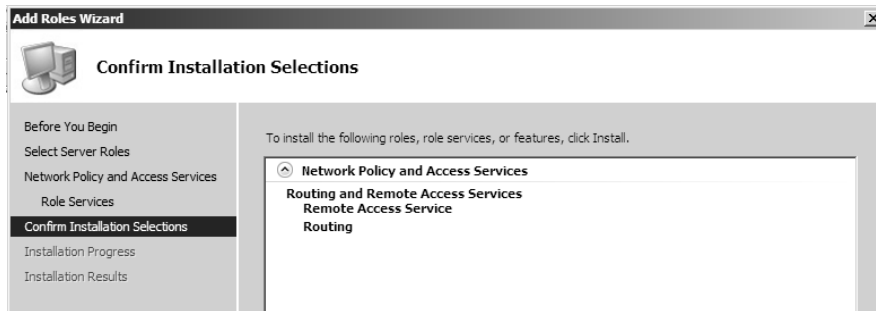 Add Roles Wizard
Confirm Installation Selections
Before You Begin
Select Server Roles
Network Policy and Access Services
Role Services
Confirm Installation Selections
Installation Progress
Installation Results
To install the following roles, role services, or features, click Install.
Network Policy and Access Services
Routing and Remote Access Services
Remote Access Service
Routing